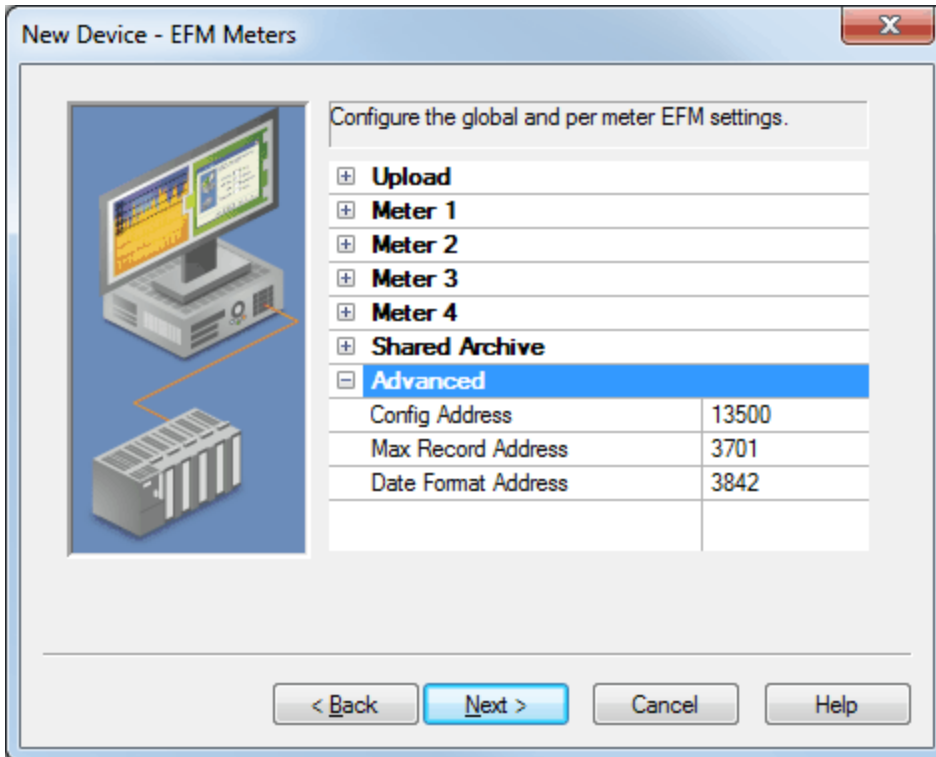 New Device - EFM Meters
Configure the global and per meter EFM settings.
Upload
Meter 1
Meter 2
Meter 3
Meter 4
Shared Archive
Advanced
Config Address 13500
Max Record Address 3701
Date Format Address 3842
< Back Next > Cancel Help